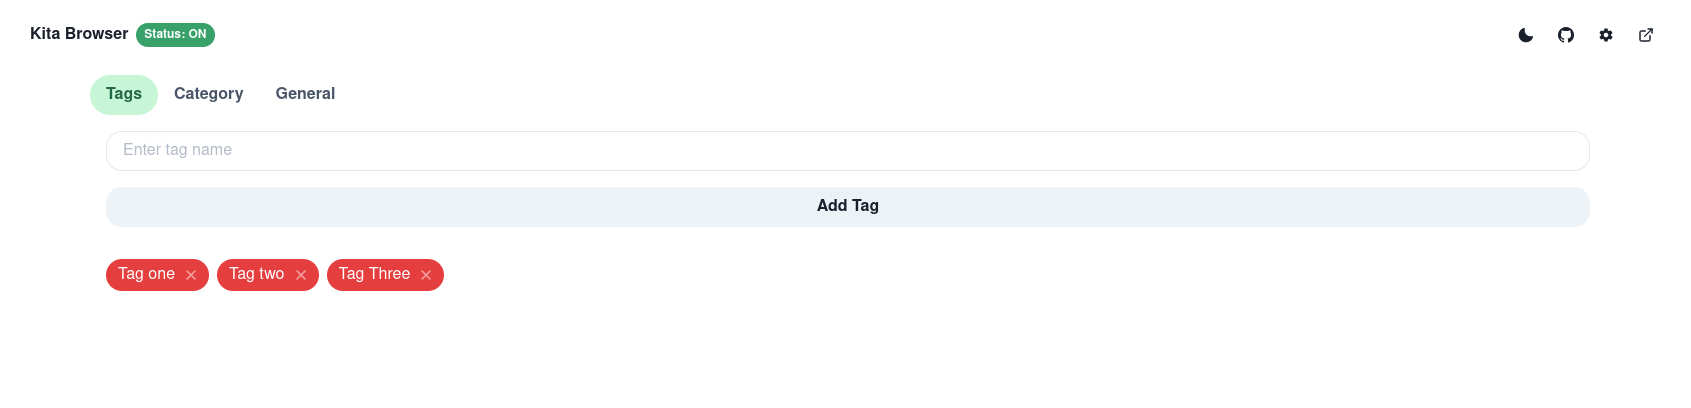 Kita Browser Status: ON
Tags Category General
Enter tag name
Add Tag
Tag one Tag two Tag Three